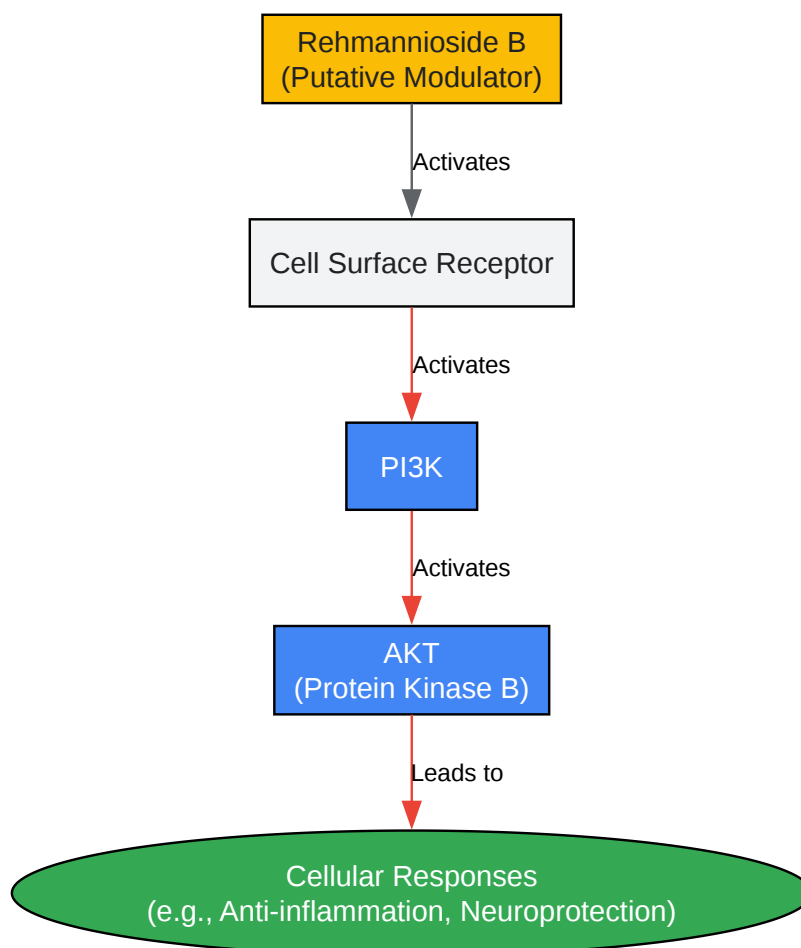 Rehmannioside B
(Putative Modulator)
Activates
Cell Surface Receptor
Activates
PI3K
Activates
AKT
(Protein Kinase B)
Leads to
Cellular Responses
(e.g., Anti-inflammation, Neuroprotection)